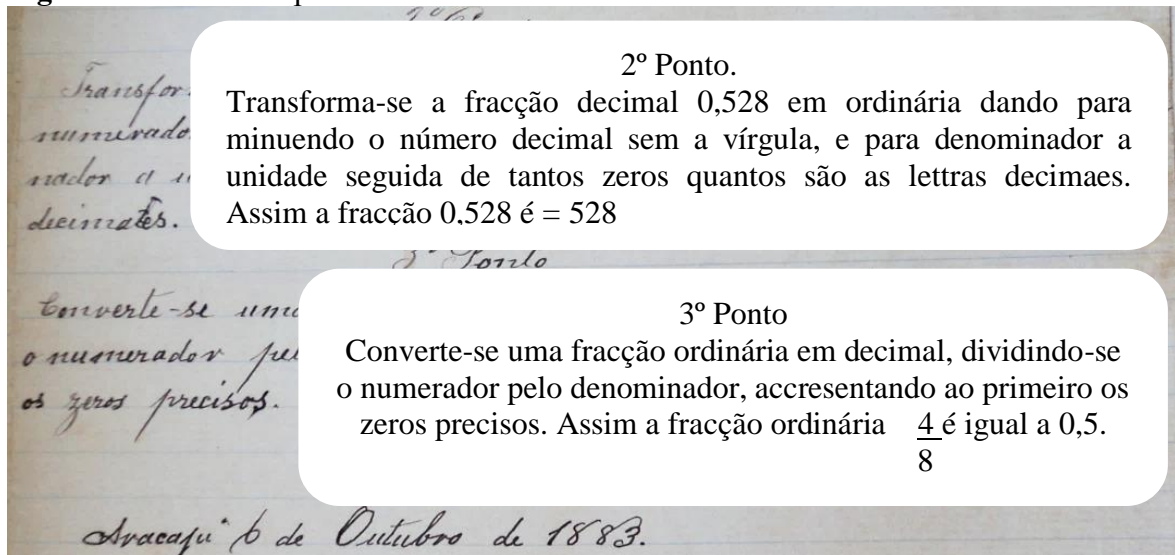 2º Ponto.
Transfor
Transforma-se a fracção decimal 0,528 em ordinária dando para
numerado
minuendo o número decimal sem a vírgula, e para denominador a
nador a u
unidade seguida de tantos zeros quantos são as lettras decimaes.
decimaes.
Assim a fracção 0,528 é = 528
3º Ponto
Converte-se uma
3º Ponto
o numerador pel
Converte-se uma fracção ordinária em decimal, dividindo-se
os zeros precisos.
o numerador pelo denominador, accresentando ao primeiro os
zeros precisos. Assim a fracção ordinária 4 é igual a 0,5.
8
Aracajú 6 de Outubro de 1883.